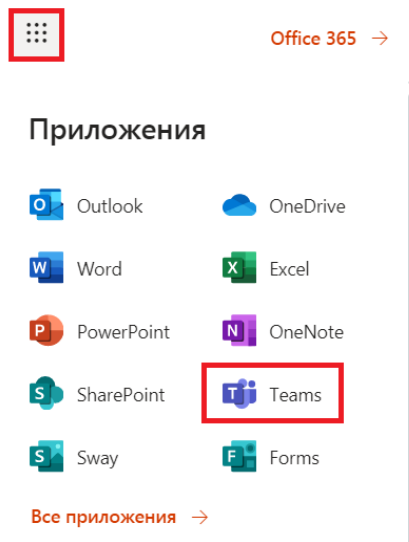 Office 365 →
Приложения
Outlook OneDrive
Word Excel
PowerPoint OneNote
SharePoint Teams
Sway Forms
Все приложения →